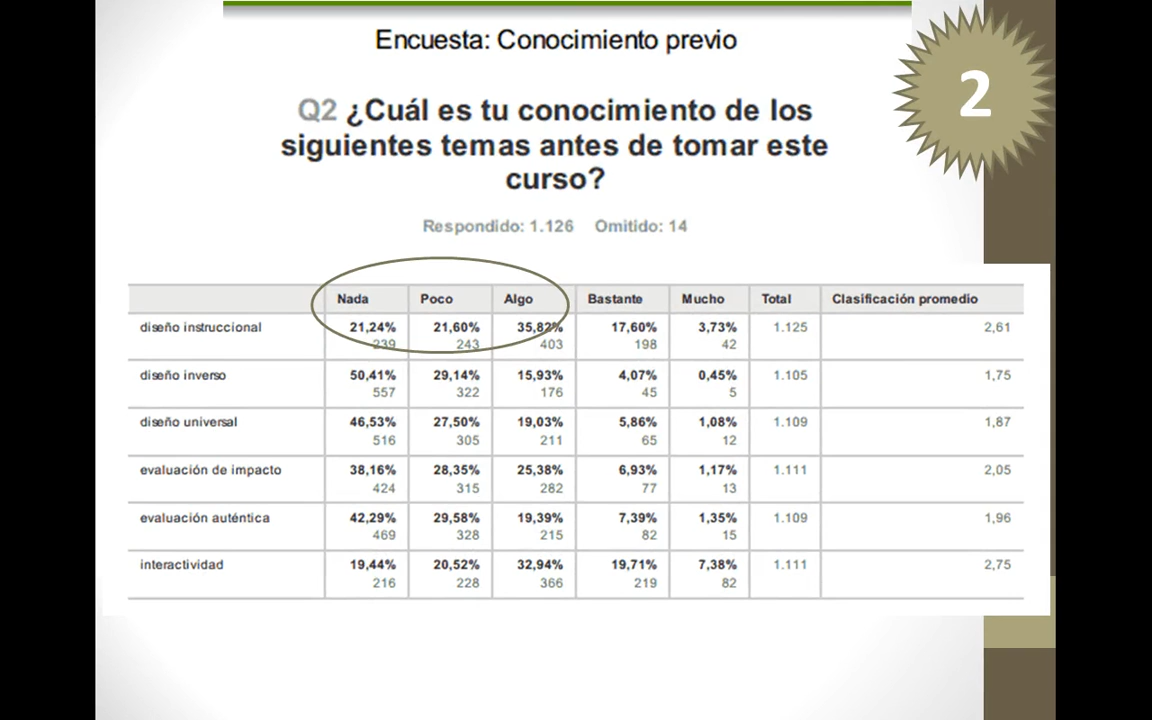 Encuesta: Conocimiento previo
2
Q2 ¿Cuál es tu conocimiento de los
siguientes temas antes de tomar este
curso?
Respondido: 1.126 Omitido: 14
Nada Poco Algo Bastante Mucho Total Clasificación promedio
diseño instruccional 21,24% 21,60% 35,82% 17,60% 3,73% 1.125 2,61
239 243 403 198 42
diseño inverso 50,41% 29,14% 15,93% 4,07% 0,45% 1.105 1,75
557 322 176 45 5
diseño universal 46,53% 27,50% 19,03% 5,86% 1,08% 1.109 1,87
516 305 211 65 12
evaluación de impacto 38,16% 28,35% 25,38% 6,93% 1,17% 1.111 2,05
424 315 282 77 13
evaluación auténtica 42,29% 29,58% 19,39% 7,39% 1,35% 1.109 1,96
469 328 215 82 15
interactividad 19,44% 20,52% 32,94% 19,71% 7,38% 1.111 2,75
216 228 366 219 82